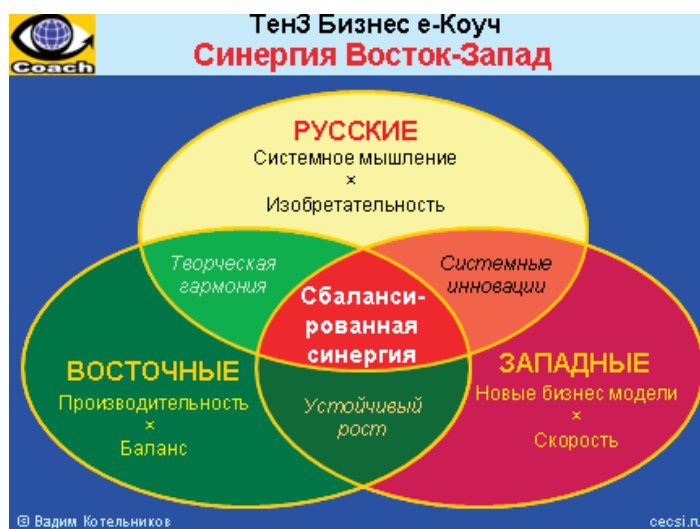 Coach
Тен3 Бизнес е-Коуч
Синергия Восток-Запад
РУССКИЕ
Системное мышление
×
Изобретательность
Творческая
гармония
Системные
инновации
Сбаланси-
рованная
синергия
ВОСТОЧНЫЕ
Производительность
×
Баланс
ЗАПАДНЫЕ
Новые бизнес модели
×
Скорость
Устойчивый
рост
© Вадим Котельников
cecsi.r